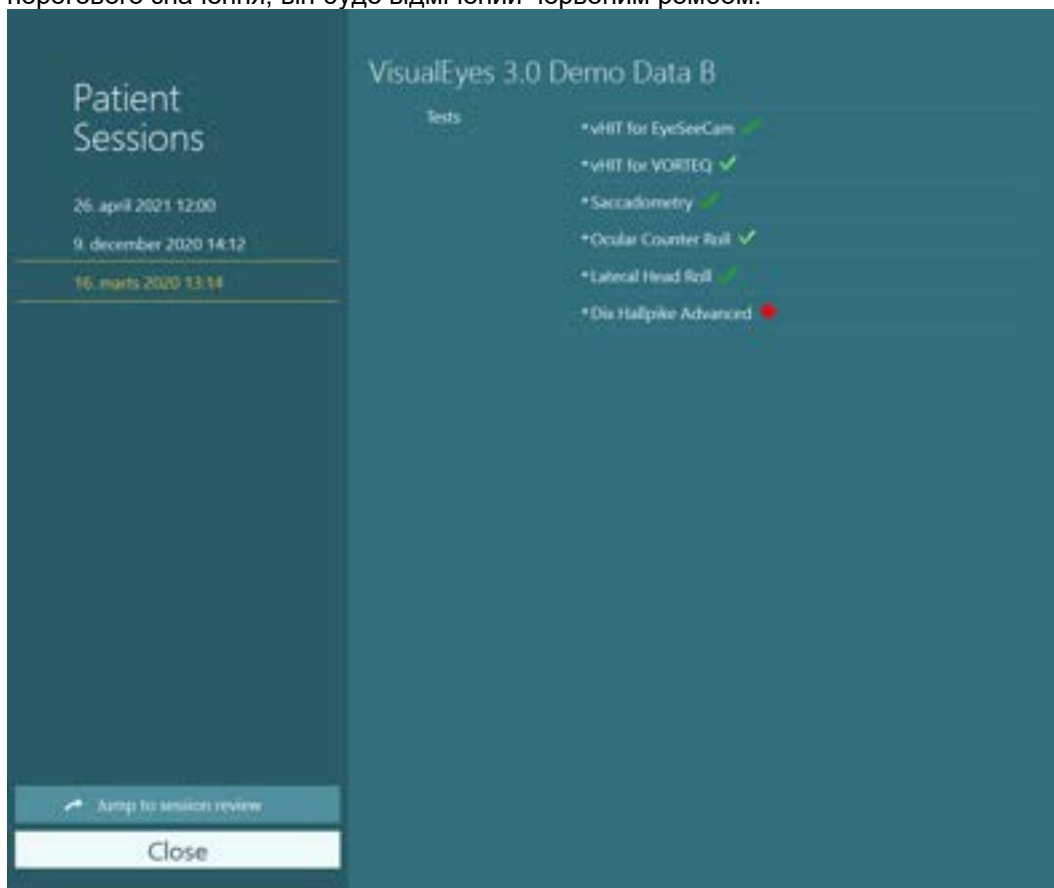 порогового значення, він буде відмічений червоним ромбом.
Patient
Sessions
26. april 2021 12:00
9. december 2020 14:12
16. marts 2020 13:14
Jump to session review
Close
VisualEyes 3.0 Demo Data B
Tests
*vHIT for EyeSeeCam
*vHIT for VORTEQ
*Saccadometry
*Ocular Counter Roll
*Lateral Head Roll
*Dix Hallpike Advanced